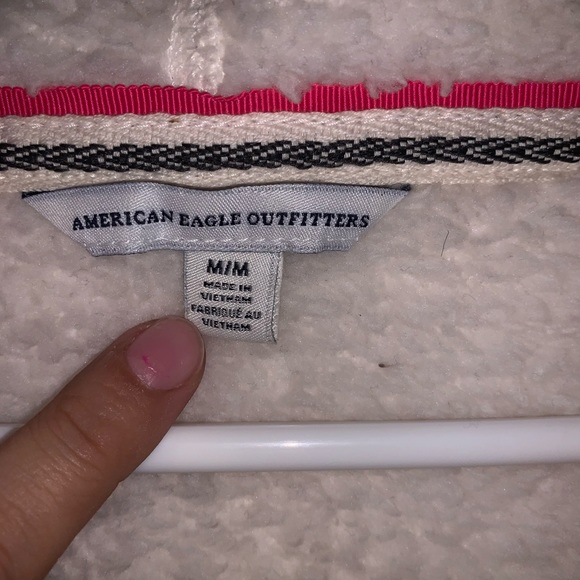 AMERICAN EAGLE OUTFITTERS
M/M
MADE IN
VIETNAM
FABRIQUÉ AU
VIETNAM